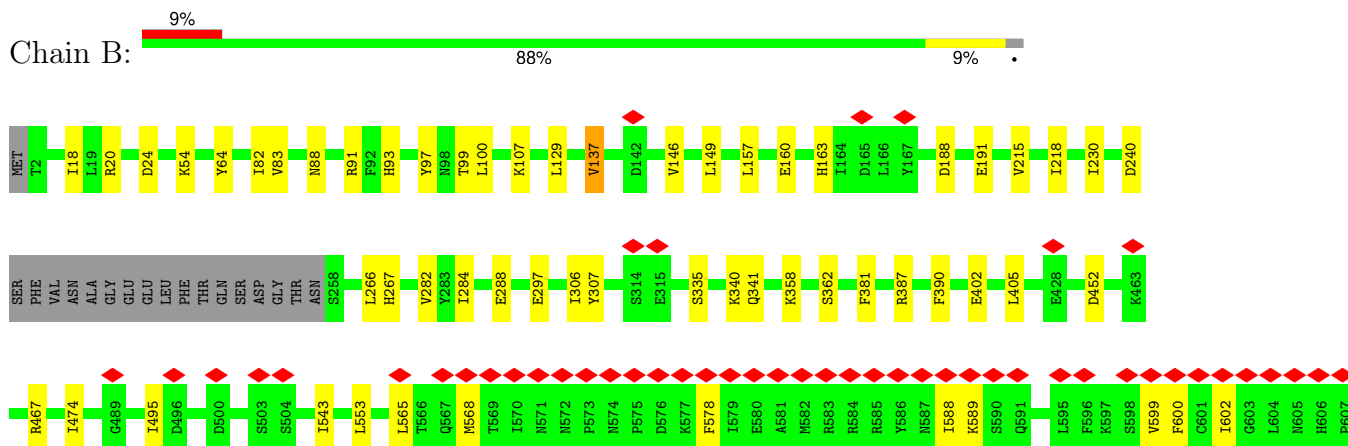 9%
Chain B:
88% 9% •
MET T2 I18 L19 R20 D24 K54 Y64 I82 V83 N88 R91 F92 H93 Y97 N98 T99 L100 K107 L129 V137 D142 V146 L149 L157 E160 H163 I164 D165 L166 Y167 D188 E191 V215 I218 I230 D240
SER PHE VAL ASN ALA GLY GLU GLU LEU PHE THR GLN SER ASP GLY THR ASN S258 L266 H267 V282 Y283 I284 E288 E297 I306 Y307 S314 E315 S335 K340 Q341 K358 S362 F381 R387 F390 E402 L405 E428 D452 K463
R467 I474 G489 I495 D496 D500 S503 S504 I543 L553 L565 T566 Q567 M568 T569 I570 N571 N572 P573 N574 P575 D576 K577 F578 I579 E580 A581 M582 R583 R584 R585 Y586 N587 I588 K589 S590 Q591 L595 F596 K597 S598 V599 F600 C601 I602 G603 L604 N605 H606 P607